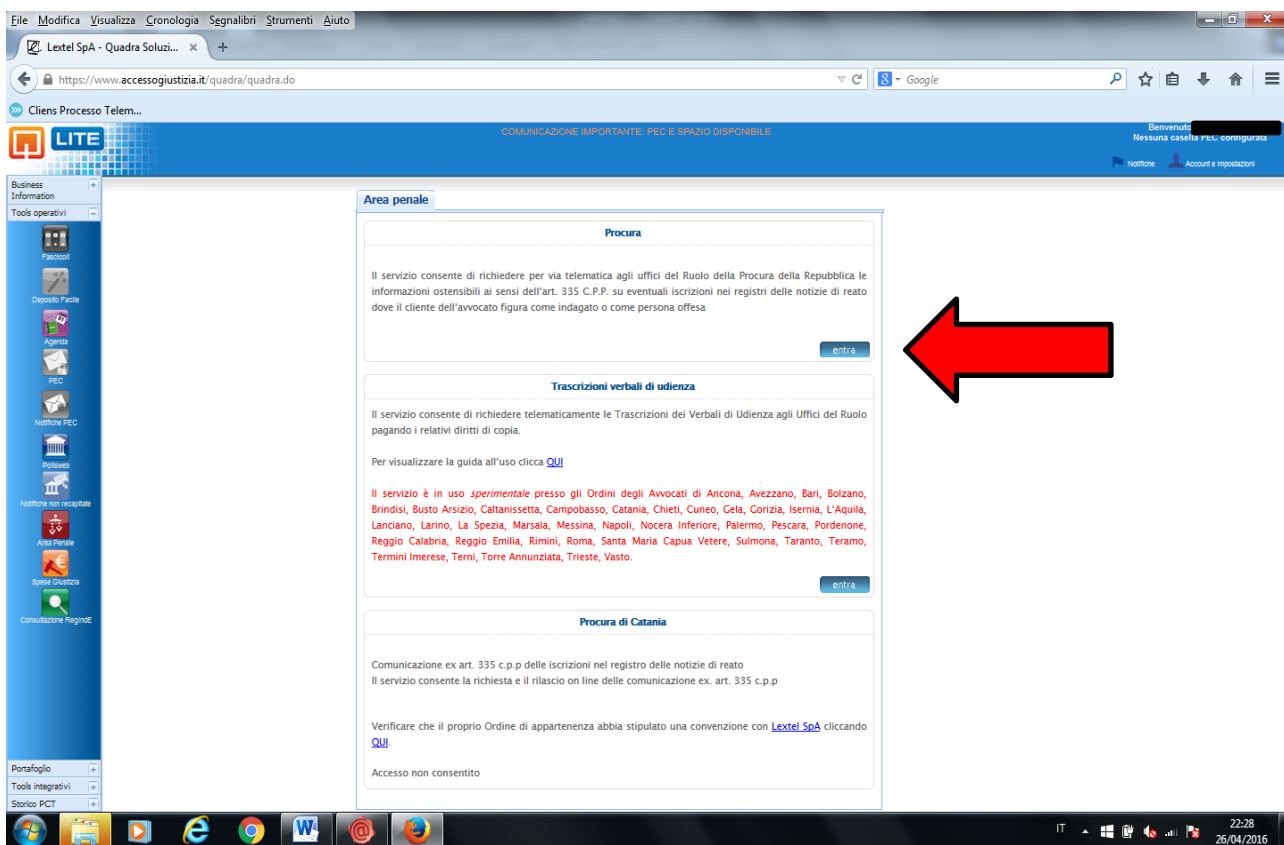 File Modifica Visualizza Cronologia Segnalibri Strumenti Aiuto
Lextel SpA - Quadra Soluzi... × +
https://www.accessogiustizia.it/quadra/quadra.do
Google
Cliens Processo Telem...
LITE
COMUNICAZIONE IMPORTANTE: PEC E SPAZIO DISPONIBILE
Benvenuto
Nessuna casella PEC configurata
Notifiche Account e Impostazioni
Business
Information
Tools operativi
Fascicoli
Deposito Facile
Agenda
PEC
Notifiche PEC
Polisweb
Notifiche non recapitate
Area Penale
Spese Giustizia
Consultazione RegIndE
Portafoglio
Tools integrativi
Storico PCT
Area penale
Procura
Il servizio consente di richiedere per via telematica agli uffici del Ruolo della Procura della Repubblica le
informazioni ostensibili ai sensi dell'art. 335 C.P.P. su eventuali iscrizioni nei registri delle notizie di reato
dove il cliente dell'avvocato figura come indagato o come persona offesa
entra
Trascrizioni verbali di udienza
Il servizio consente di richiedere telematicamente le Trascrizioni dei Verbali di Udienza agli Uffici del Ruolo
pagando i relativi diritti di copia.
Per visualizzare la guida all'uso clicca QUI
Il servizio è in uso sperimentale presso gli Ordini degli Avvocati di Ancona, Avezzano, Bari, Bolzano,
Brindisi, Busto Arsizio, Caltanissetta, Campobasso, Catania, Chieti, Cuneo, Gela, Gorizia, Isernia, L'Aquila,
Lanciano, Larino, La Spezia, Marsala, Messina, Napoli, Nocera Inferiore, Palermo, Pescara, Pordenone,
Reggio Calabria, Reggio Emilia, Rimini, Roma, Santa Maria Capua Vetere, Sulmona, Taranto, Teramo,
Termini Imerese, Terni, Torre Annunziata, Trieste, Vasto.
entra
Procura di Catania
Comunicazione ex art. 335 c.p.p delle iscrizioni nel registro delle notizie di reato
Il servizio consente la richiesta e il rilascio on line delle comunicazione ex. art. 335 c.p.p
Verificare che il proprio Ordine di appartenenza abbia stipulato una convenzione con Lextel SpA cliccando
QUI.
Accesso non consentito
IT
22:28
26/04/2016